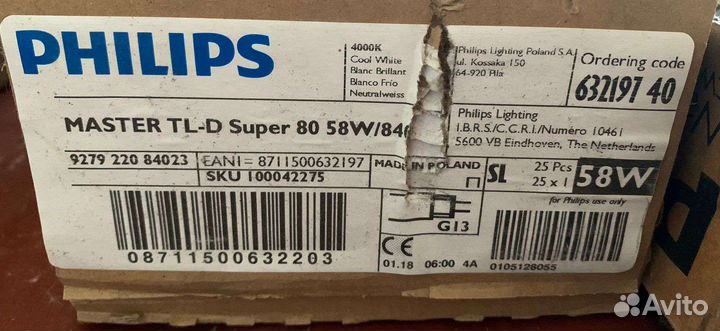 PHILIPS
4000K
Cool White
Blanc Brillant
Blanco Frío
Neutralweiss
Philips Lighting Poland S.A.
ul. Kossaka 150
64-920 Piła
Ordering code
632197 40
MASTER TL-D Super 80 58W/84
Philips Lighting
I.B.R.S./C.C.R.I./Numéro 10461
5600 VB Eindhoven, The Netherlands
9279 220 84023
EAN1 = 8711500632197
SKU 100042275
MADE IN POLAND
SL
25 Pcs
25 x 1
58W
for Philips use only
G13
CE
08711500632203
01.18 06:00 4A
0105128055
Avito